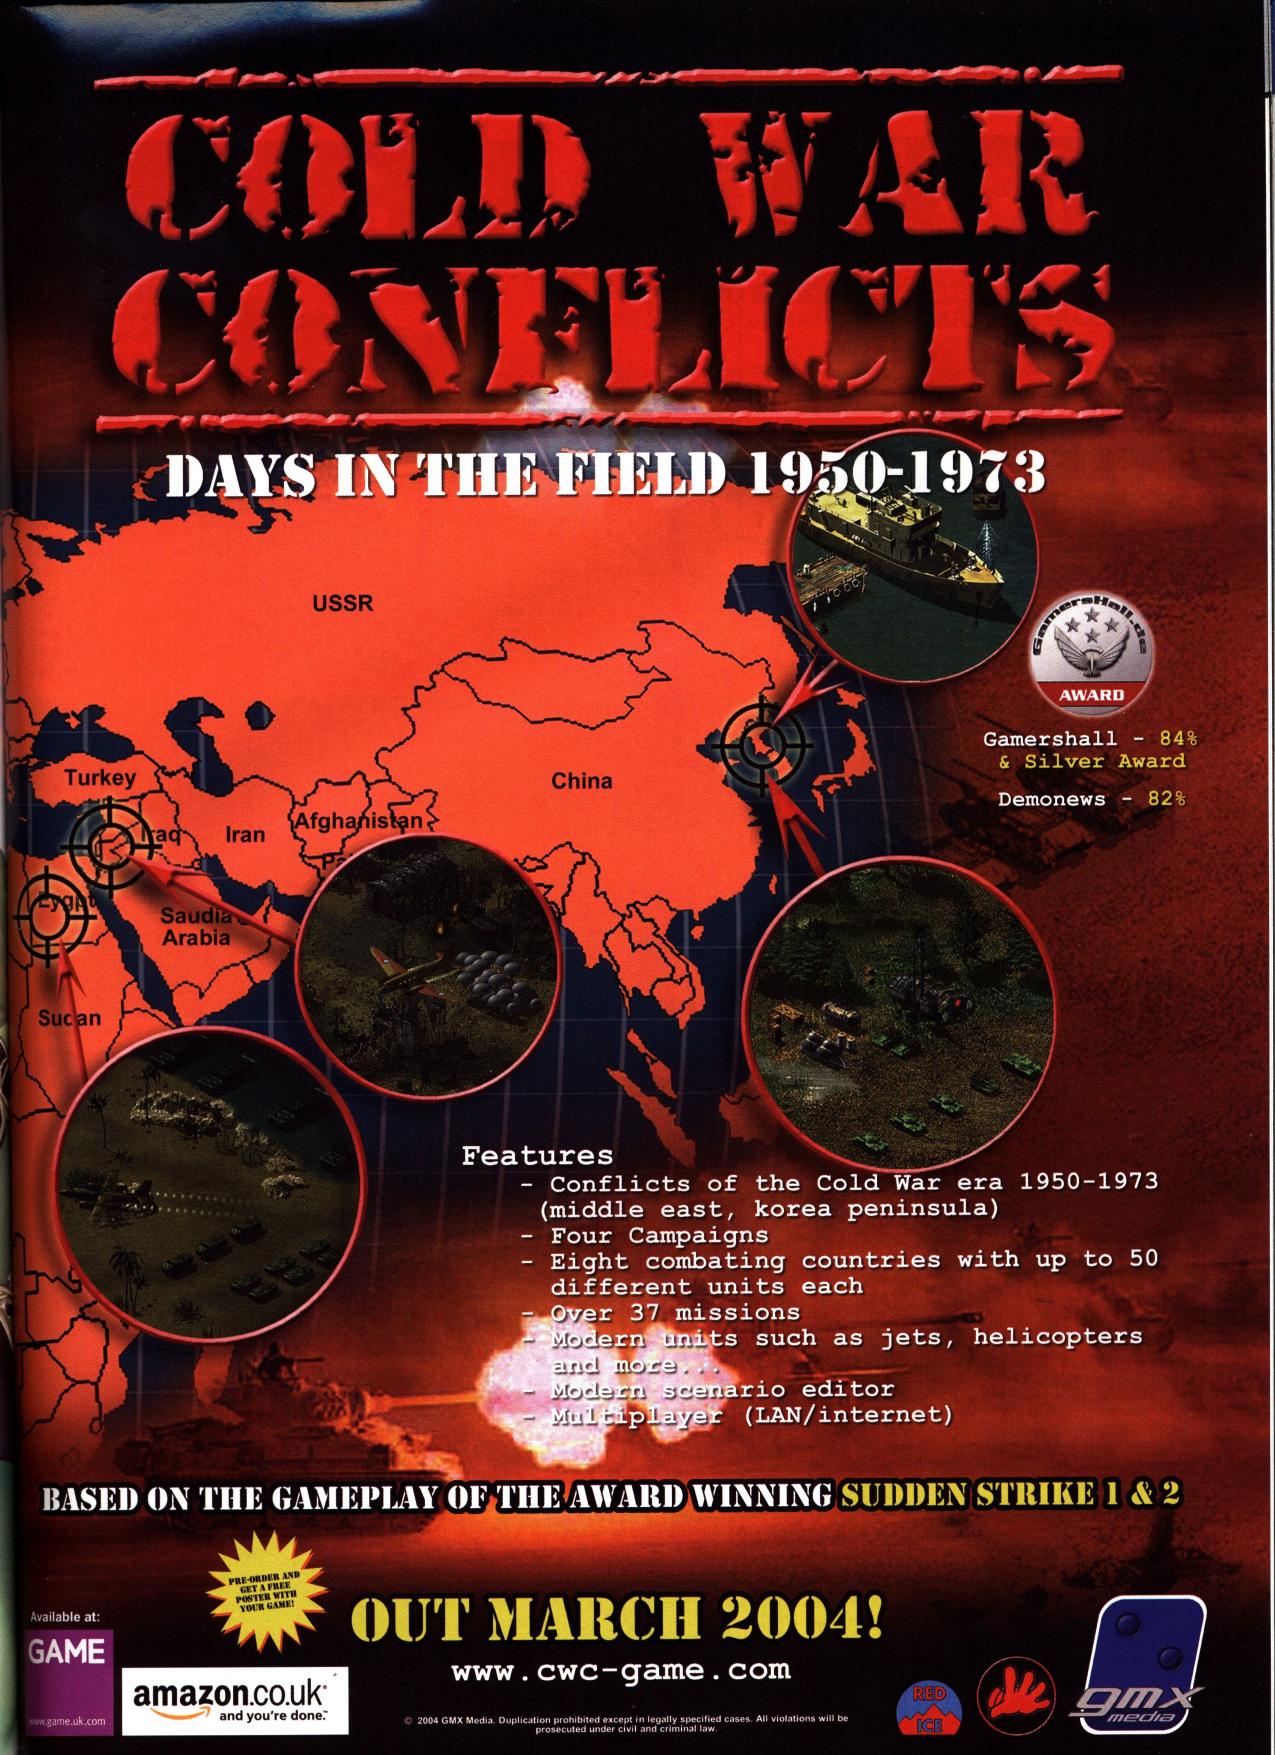 COLD WAR
CONFLICTS
DAYS IN THE FIELD 1950-1973
USSR
GamersHall.de
AWARD
Gamershall - 84%
& Silver Award
Demonews - 82%
Turkey
China
Iraq
Iran
Afghanistan
Eygpt
Saudia
Arabia
Sudan
Features
- Conflicts of the Cold War era 1950-1973
(middle east, korea peninsula)
- Four Campaigns
- Eight combating countries with up to 50
different units each
- Over 37 missions
- Modern units such as jets, helicopters
and more...
- Modern scenario editor
- Multiplayer (LAN/internet)
BASED ON THE GAMEPLAY OF THE AWARD WINNING SUDDEN STRIKE 1 & 2
PRE-ORDER AND
GET A FREE
POSTER WITH
YOUR GAME!
OUT MARCH 2004!
www.cwc-game.com
Available at:
GAME
www.game.uk.com
amazon.co.uk
and you're done.™
© 2004 GMX Media. Duplication prohibited except in legally specified cases. All violations will be
prosecuted under civil and criminal law.
RED
ICE
gmx
media